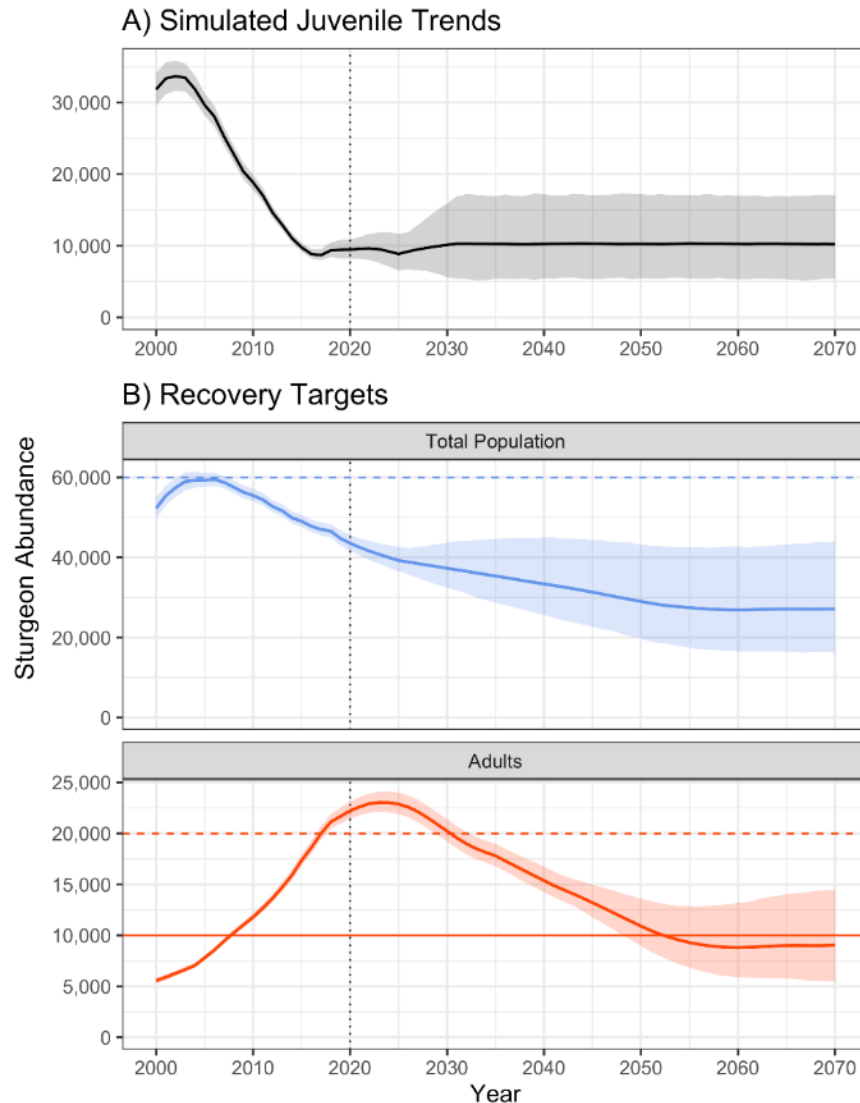 A) Simulated Juvenile Trends
30,000
20,000
10,000
0
2000 2010 2020 2030 2040 2050 2060 2070
B) Recovery Targets
Sturgeon Abundance
Total Population
60,000
40,000
20,000
0
Adults
25,000
20,000
15,000
10,000
5,000
0
2000 2010 2020 2030 2040 2050 2060 2070
Year